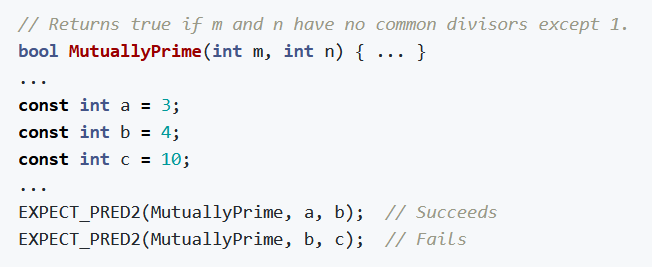 // Returns true if m and n have no common divisors except 1.
bool MutuallyPrime(int m, int n) { ... }
...
const int a = 3;
const int b = 4;
const int c = 10;
...
EXPECT_PRED2(MutuallyPrime, a, b);  // Succeeds
EXPECT_PRED2(MutuallyPrime, b, c);  // Fails